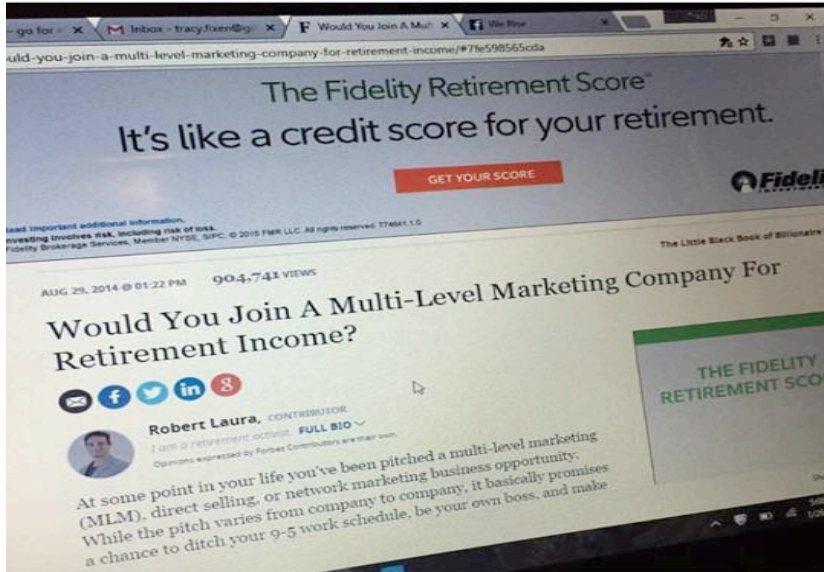 - go for
Inbox - tracy.fixen@g
Would You Join A Mult
We Rise
uld-you-join-a-multi-level-marketing-company-for-retirement-income/#7fe598565cda
The Fidelity Retirement Score
It's like a credit score for your retirement.
GET YOUR SCORE
Fideli
Read important additional information.
Investing involves risk, including risk of loss.
Fidelity Brokerage Services, Member NYSE, SIPC. © 2015 FMR LLC. All rights reserved.
The Little Black Book of Billionaire
AUG 29, 2014 @ 01:22 PM
904,741 VIEWS
Would You Join A Multi-Level Marketing Company For
Retirement Income?
THE FIDELITY
RETIREMENT SCO
Robert Laura, CONTRIBUTOR
I am a retirement activist. FULL BIO
Opinions expressed by Forbes Contributors are their own.
At some point in your life you've been pitched a multi-level marketing
(MLM), direct selling, or network marketing business opportunity.
While the pitch varies from company to company, it basically promises
a chance to ditch your 9-5 work schedule, be your own boss, and make